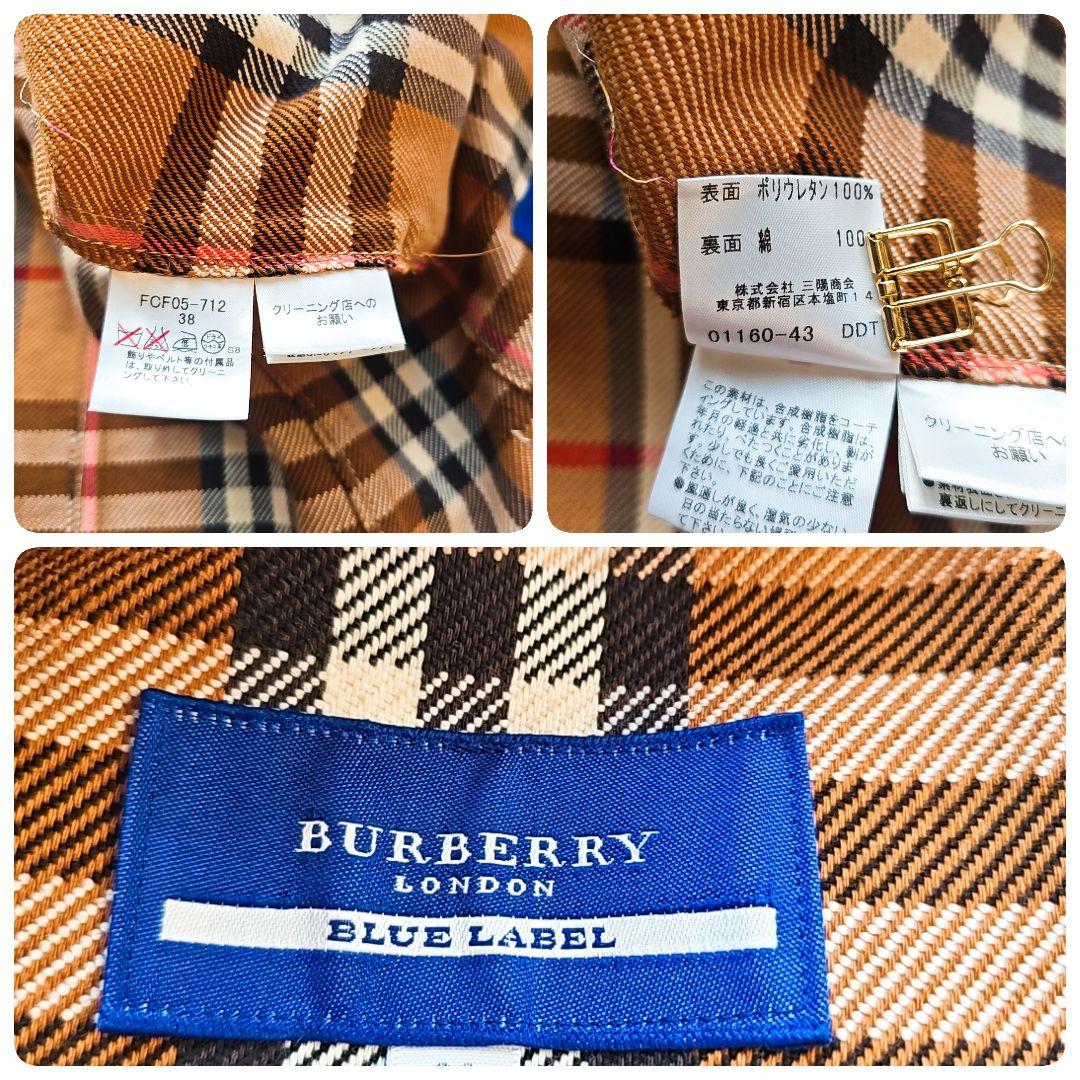 FCF05-712
38
S8
飾りやベルト等の付属品
は、取り外してクリーニ
ングして下さい。
クリーニング店への
お願い
表面 ポリウレタン100%
裏面 綿 100
株式会社 三陽商会
東京都新宿区本塩町14
01160-43 DDT
この素材は、合成樹脂をコーテ
ィングしています。合成樹脂は、
年月の経過と共に劣化し、剥が
れたり、べたつくことがありま
す。少しでも良くご愛用いただ
くために、下記のことにご注意
下さい。
●風通しが良く、湿気の少ない
日の当たらない
て下さい。
クリーニング店への
お願い
裏返しにしてクリーニ
BURBERRY
LONDON
BLUE LABEL